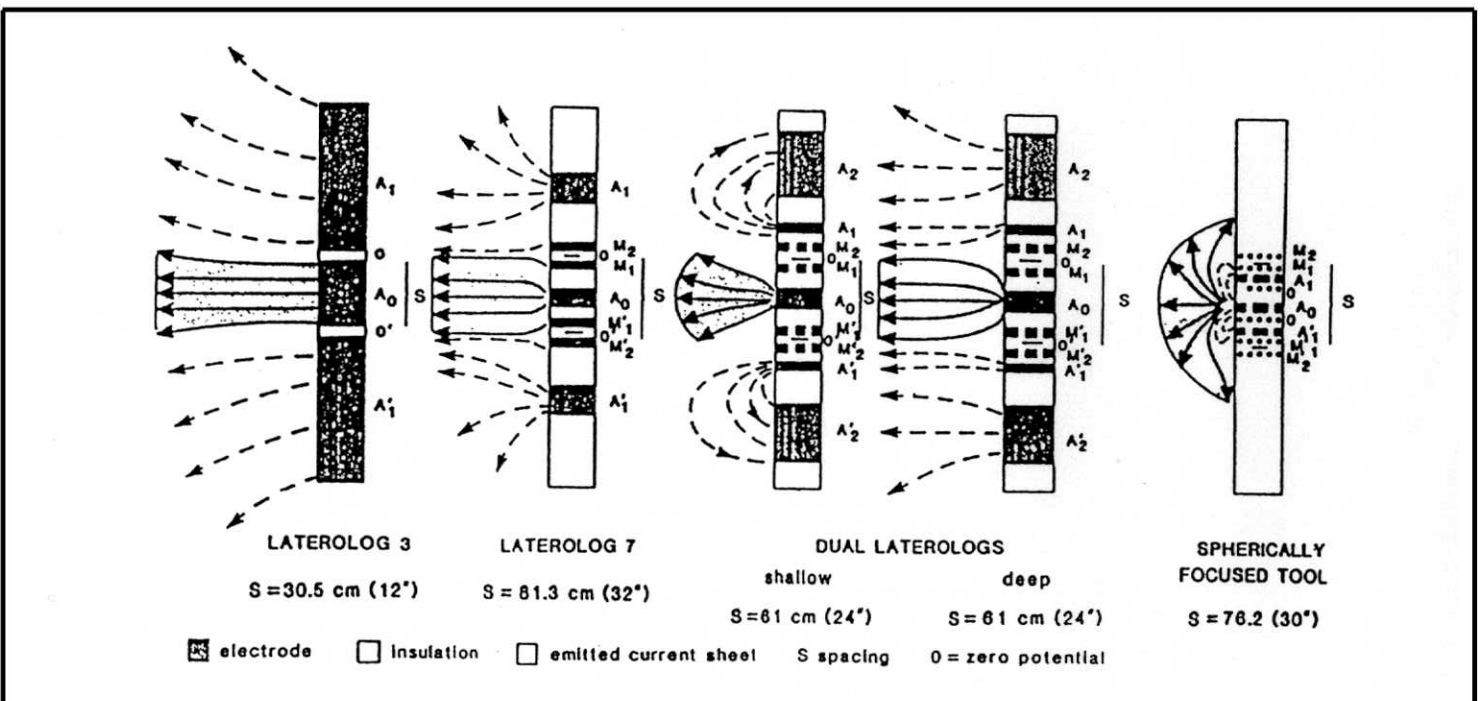 A₁
O
A₀
S
O'
A'₁
A₁
M₂
O
M₁
A₀
S
M'₁
O'
M'₂
A'₁
A₂
A₁
M₂
O
M₁
A₀
S
M'₁
O'
M'₂
A'₁
A'₂
A₂
A₁
M₂
O
M₁
A₀
S
M'₁
O'
M'₂
A'₁
A'₂
M₂
M₁
A₁
O
A₀
S
O
A'₁
M'₁
M'₂
LATEROLOG 3
S = 30.5 cm (12")
LATEROLOG 7
S = 81.3 cm (32")
DUAL LATEROLOGS
shallow
S = 61 cm (24")
deep
S = 61 cm (24")
SPHERICALLY
FOCUSED TOOL
S = 76.2 (30")
electrode insulation emitted current sheet S spacing O = zero potential